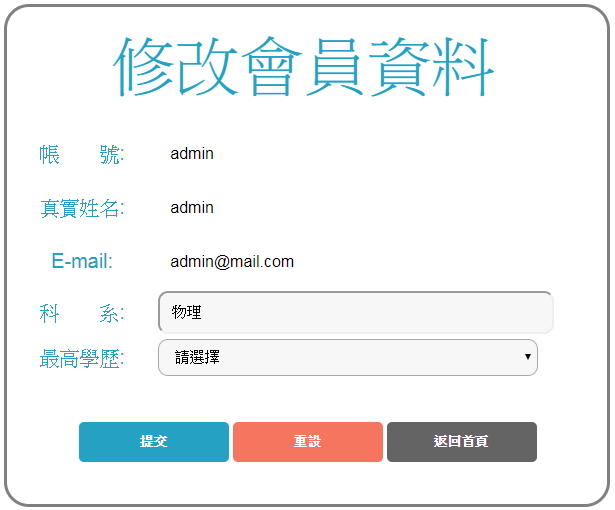 修改會員資料
帳 號: admin
真實姓名: admin
E-mail: admin@mail.com
科 系: 物理
最高學歷: 請選擇
提交 重設 返回首頁